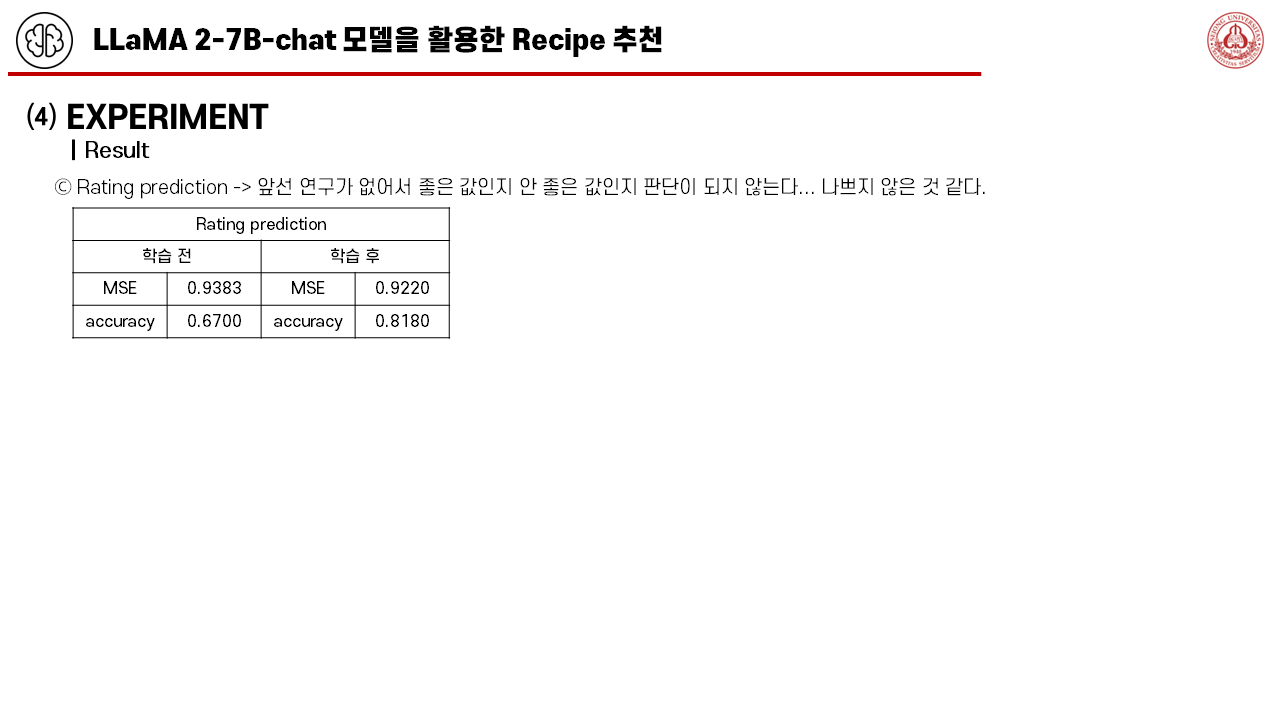 LLaMA 2-7B-chat 모델을 활용한 Recipe 추천
(4) EXPERIMENT
Result
Ⓒ Rating prediction -> 앞선 연구가 없어서 좋은 값인지 안 좋은 값인지 판단이 되지 않는다... 나쁘지 않은 것 같다.
Rating prediction
학습 전 학습 후
MSE 0.9383 MSE 0.9220
accuracy 0.6700 accuracy 0.8180